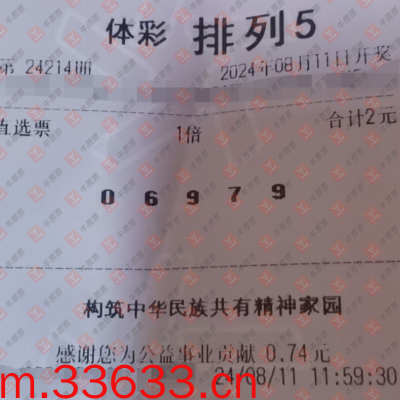 体彩 排列5
第 24214期 2024年08月11日开奖
直选票 1倍 合计2元
0 6 9 7 9
构筑中华民族共有精神家园
感谢您为公益事业贡献 0.74元
24/08/11 11:59:30
m.33633.cn